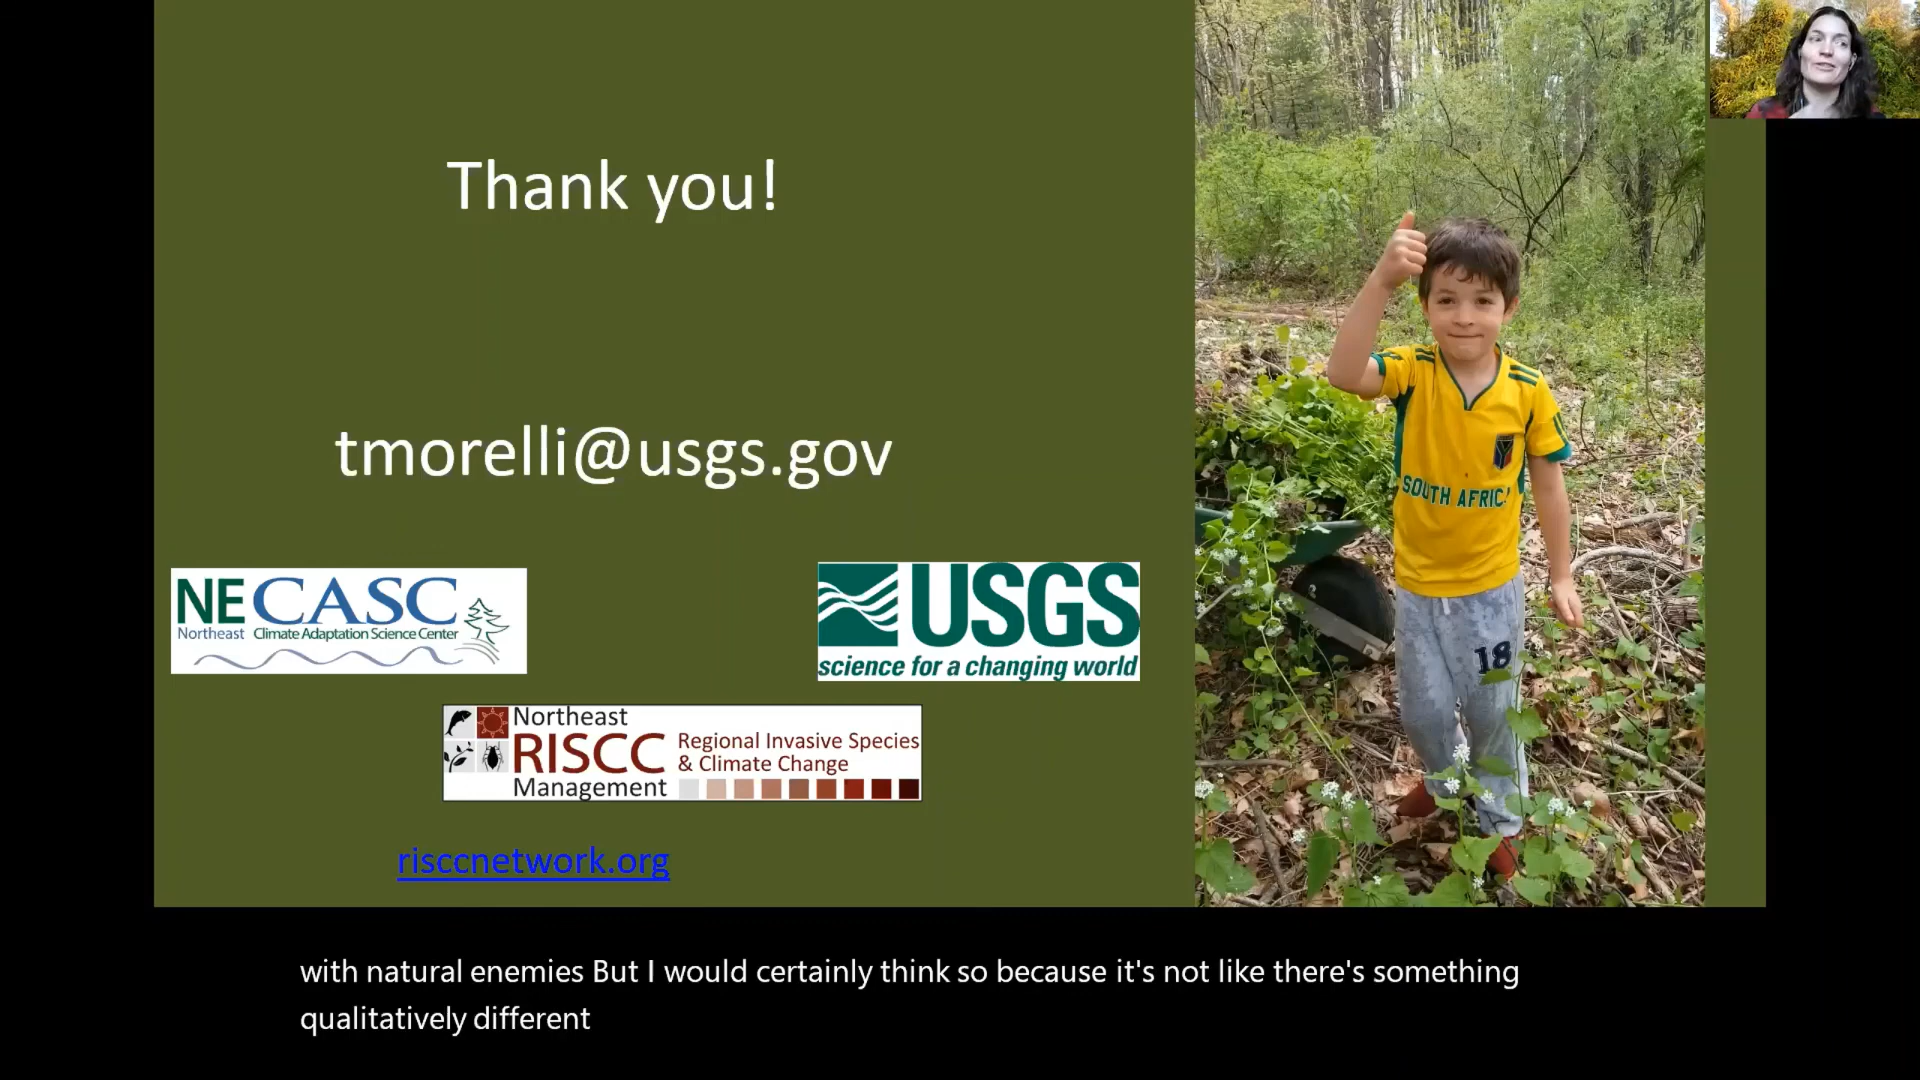 Thank you!
tmorelli@usgs.gov
NECASC
Northeast Climate Adaptation Science Center
USGS
science for a changing world
Northeast
RISCC
Management
Regional Invasive Species
& Climate Change
risccnetwork.org
SOUTH AFRIC
18
with natural enemies But I would certainly think so because it's not like there's something
qualitatively different